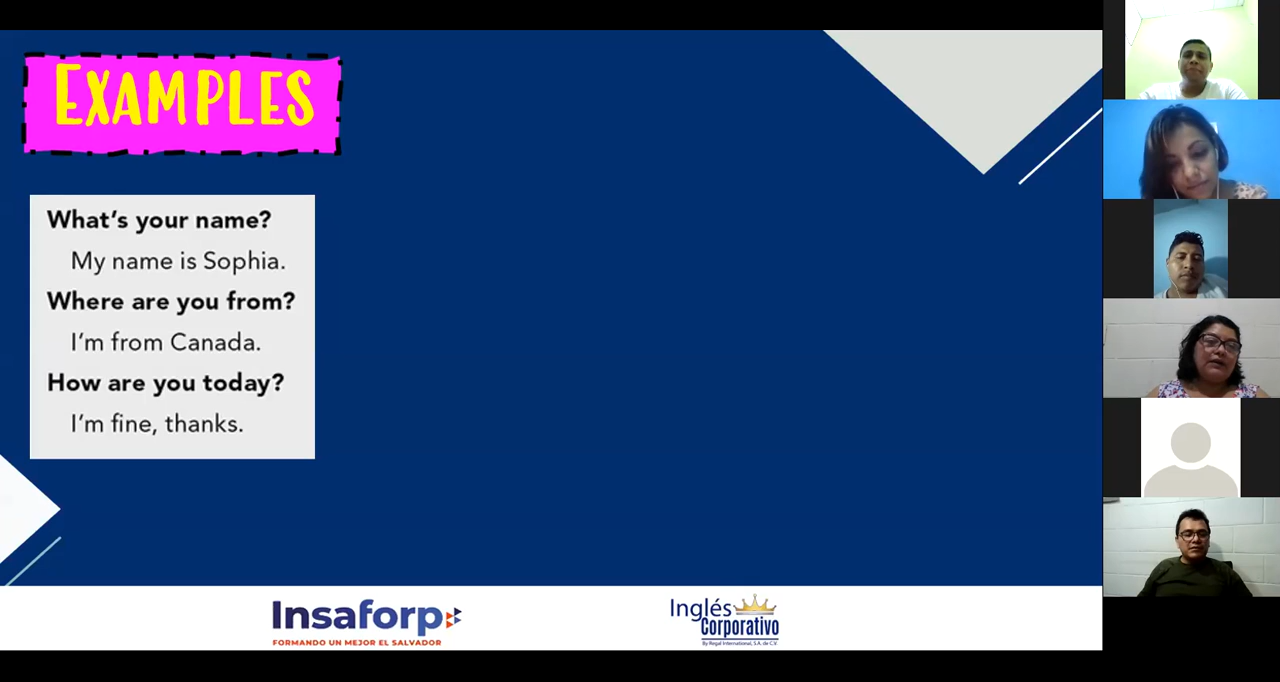 EXAMPLES
What's your name?
My name is Sophia.
Where are you from?
I'm from Canada.
How are you today?
I'm fine, thanks.
Insaforp
FORMANDO UN MEJOR EL SALVADOR
Inglés
Corporativo
By Regal International, S.A. de C.V.